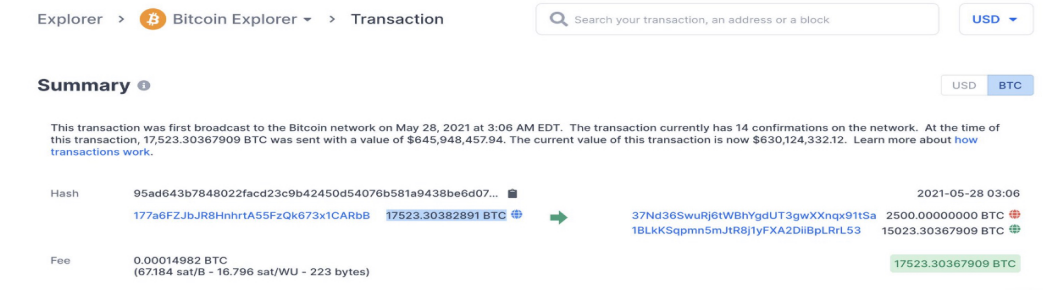 Explorer > Bitcoin Explorer > Transaction
Search your transaction, an address or a block
USD
Summary
USD BTC
This transaction was first broadcast to the Bitcoin network on May 28, 2021 at 3:06 AM EDT. The transaction currently has 14 confirmations on the network. At the time of
this transaction, 17,523.30367909 BTC was sent with a value of $645,948,457.94. The current value of this transaction is now $630,124,332.12. Learn more about how
transactions work.
Hash 95ad643b7848022facd23c9b42450d54076b581a9438be6d07... 2021-05-28 03:06
177a6FZJbJR8HnhrtA55FzQk673x1CARbB 17523.30382891 BTC 37Nd36SwuRj6tWBhYgdUT3gwXXnqx91tSa 2500.00000000 BTC
1BLkKSqpmn5mJtR8j1yFXA2DiiBpLRrL53 15023.30367909 BTC
Fee 0.00014982 BTC 17523.30367909 BTC
(67.184 sat/B - 16.796 sat/WU - 223 bytes)